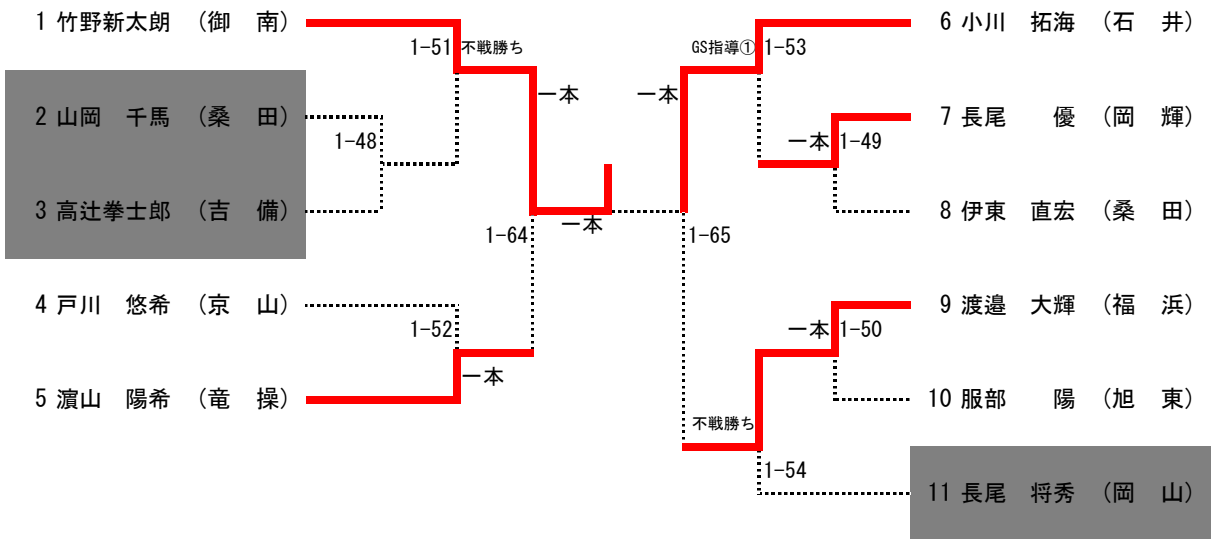 1 竹野新太朗 (御　南)
1-51 不戦勝ち
2 山岡　千馬 (桑　田)
一本
1-48
3 高辻拳士郎 (吉　備)
一本
1-64
4 戸川　悠希 (京　山)
1-52
一本
5 濵山　陽希 (竜　操)
6 小川　拓海 (石　井)
GS指導① 1-53
一本
7 長尾　　優 (岡　輝)
一本 1-49
8 伊東　直宏 (桑　田)
1-65
9 渡邉　大輝 (福　浜)
一本 1-50
10 服部　　陽 (旭　東)
不戦勝ち
1-54
11 長尾　将秀 (岡　山)